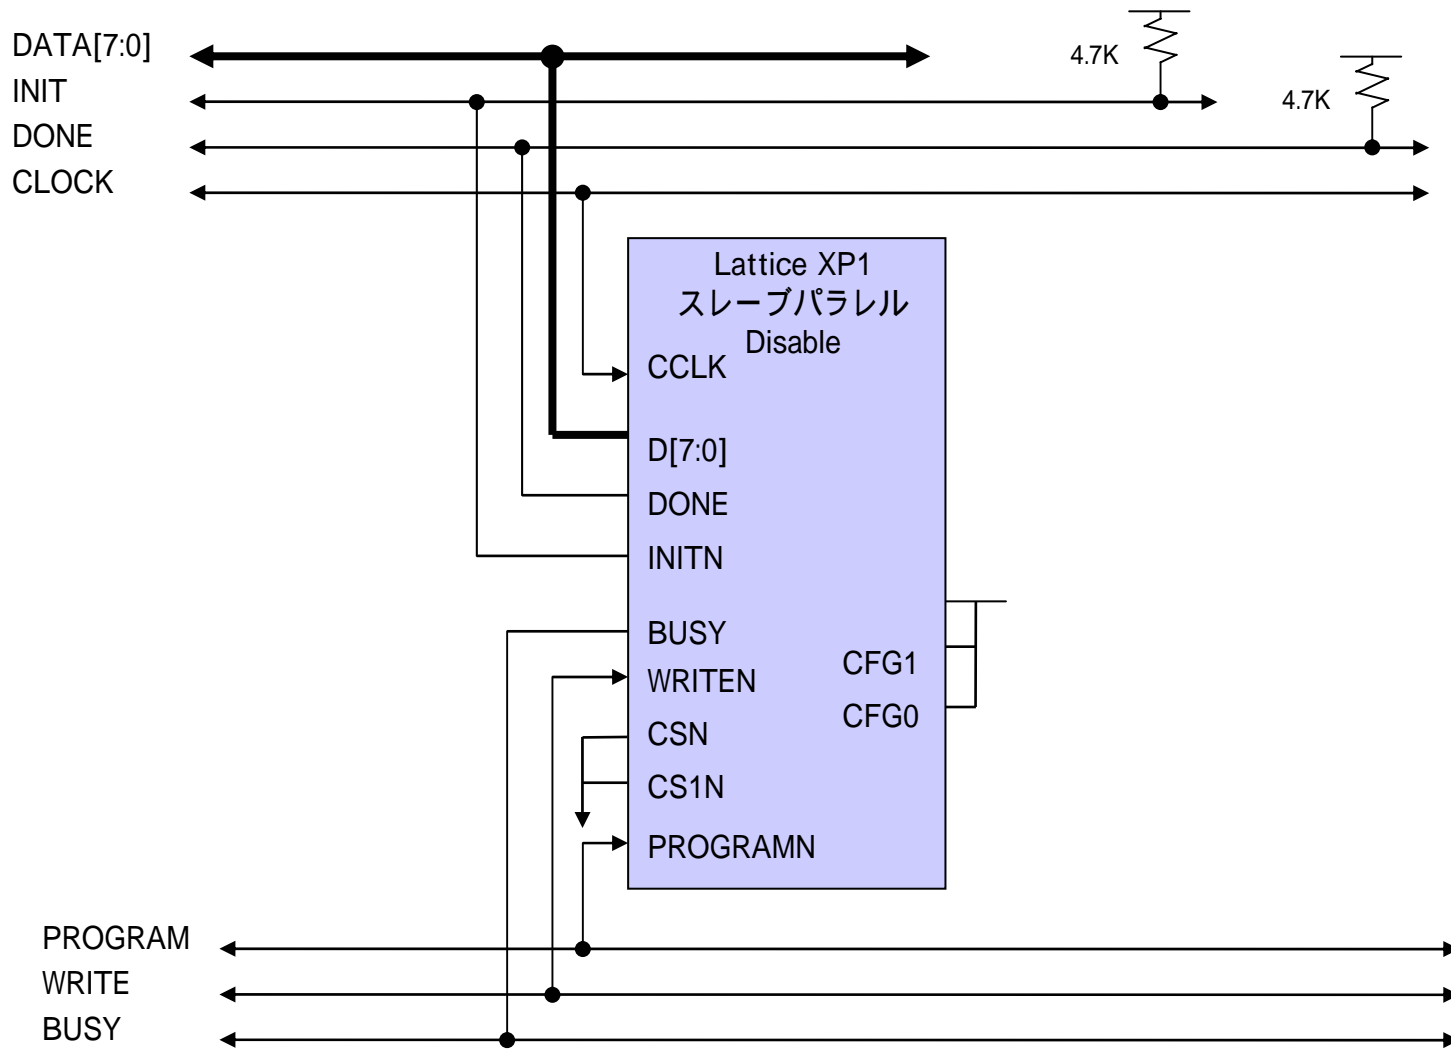 DATA[7:0]
INIT
DONE
CLOCK
4.7K
4.7K
Lattice XP1
スレーブパラレル
Disable
CCLK
D[7:0]
DONE
INITN
BUSY
WRITEN
CSN
CS1N
PROGRAMN
CFG1
CFG0
PROGRAM
WRITE
BUSY